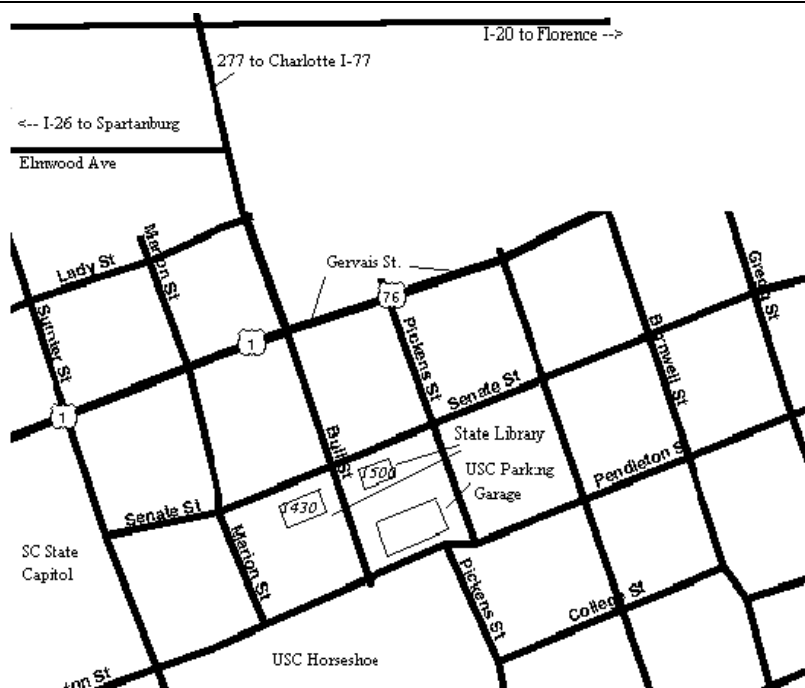 I-20 to Florence -->
277 to Charlotte I-77
<-- I-26 to Spartanburg
Elmwood Ave
Marion St
Lady St
Gervais St.
Gregg St
76
Sumter St
Pickens St
Barnwell St
1
Senate St
1
Bull St
State Library
1500
USC Parking
Garage
Pendleton St
1430
Senate St
SC State
Capitol
Marion St
Pickens St
College St
USC Horseshoe
ton St